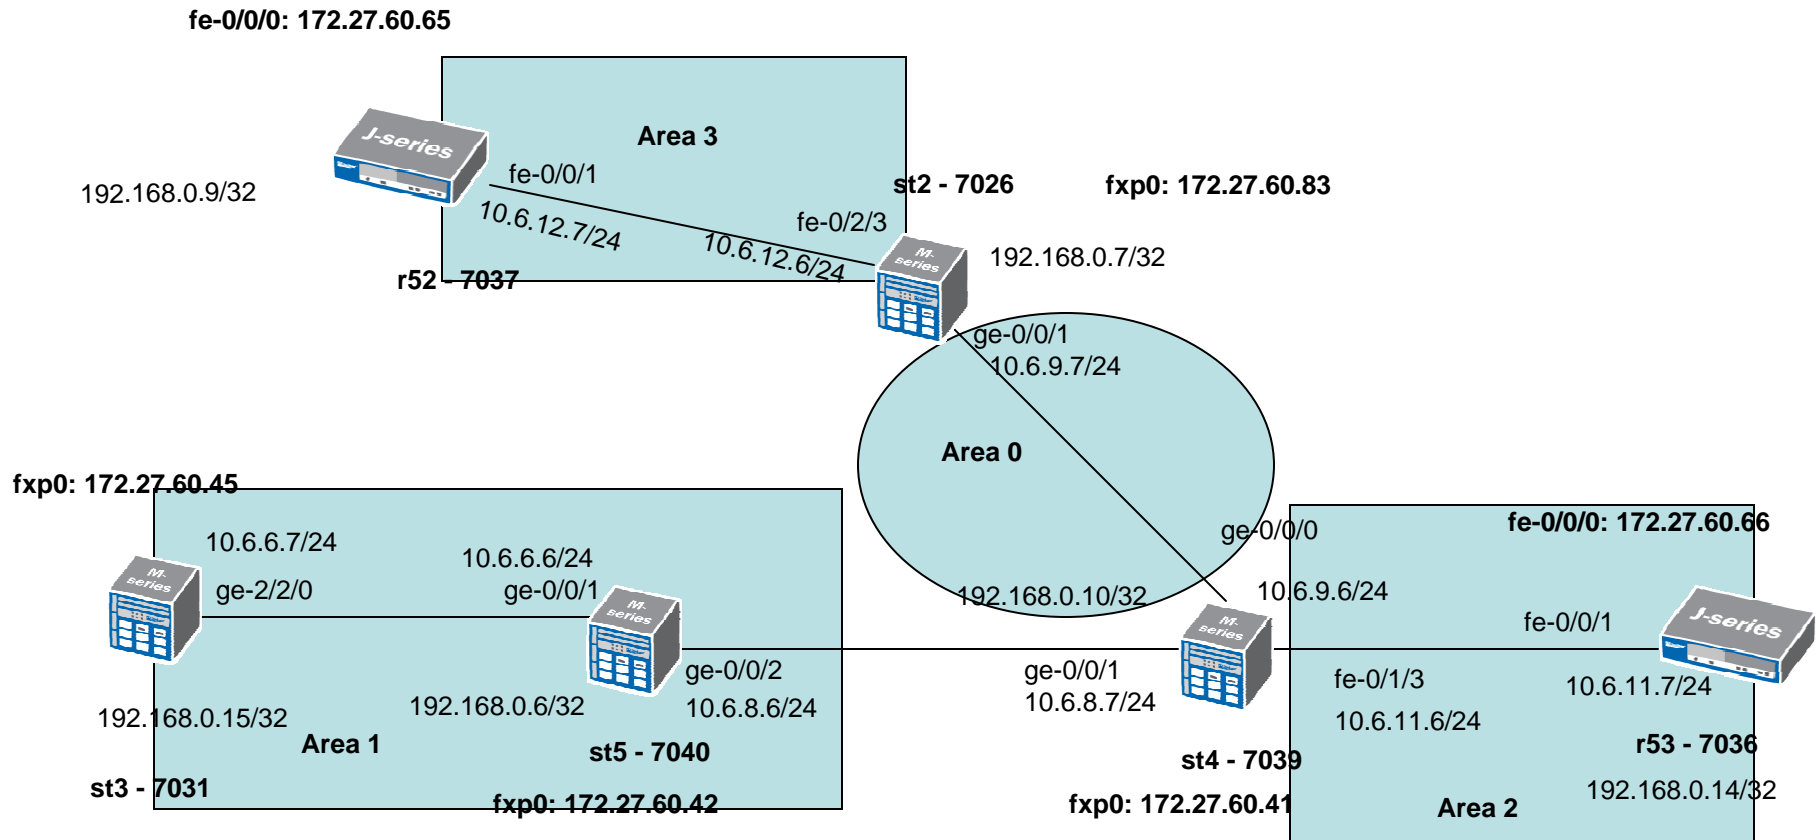 fe-0/0/0: 172.27.60.65
Area 3
J-series
fe-0/0/1
192.168.0.9/32
10.6.12.7/24
st2 - 7026
fxp0: 172.27.60.83
fe-0/2/3
10.6.12.6/24
M-
series
192.168.0.7/32
r52 - 7037
ge-0/0/1
10.6.9.7/24
Area 0
fxp0: 172.27.60.45
ge-0/0/0
fe-0/0/0: 172.27.60.66
10.6.6.7/24
10.6.6.6/24
M-
series
ge-2/2/0
ge-0/0/1
M-
series
192.168.0.10/32
10.6.9.6/24
M-
series
fe-0/0/1
J-series
ge-0/0/2
ge-0/0/1
fe-0/1/3
10.6.11.7/24
192.168.0.15/32
192.168.0.6/32
10.6.8.6/24
10.6.8.7/24
10.6.11.6/24
Area 1
st5 - 7040
st4 - 7039
r53 - 7036
st3 - 7031
fxp0: 172.27.60.42
fxp0: 172.27.60.41
Area 2
192.168.0.14/32